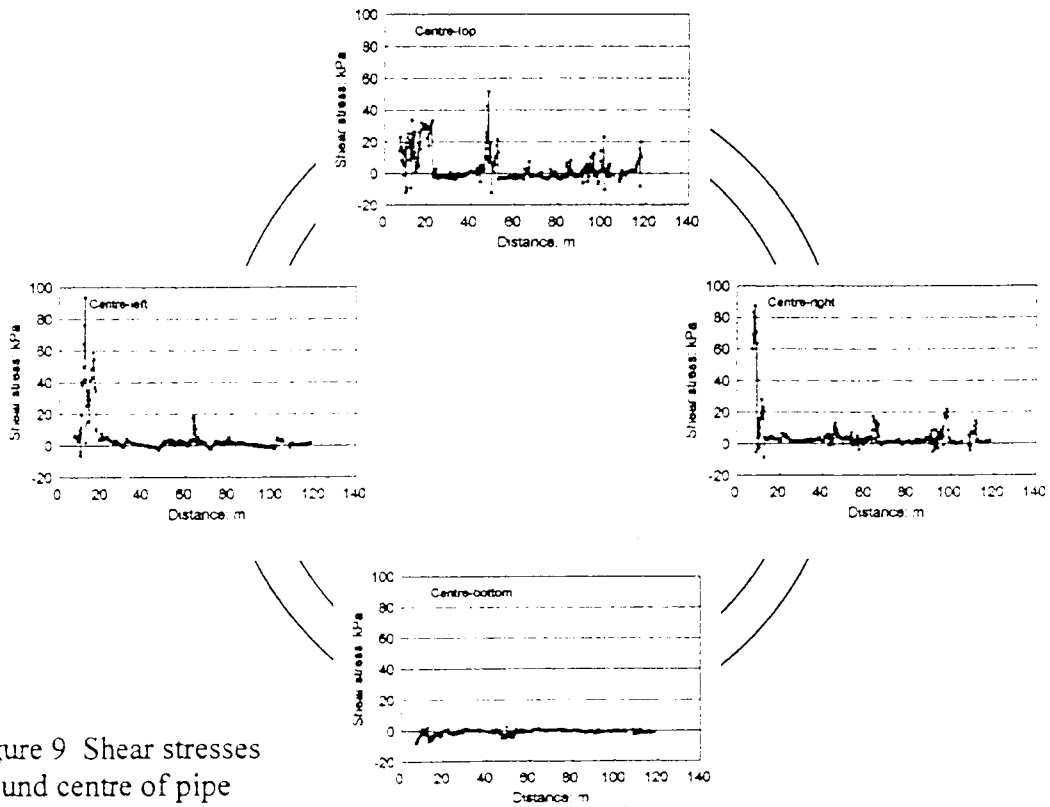 100
80
60
40
20
0
-20
Shear stress: kPa
Centre-top
0 20 40 60 80 100 120 140
Distance: m
100
80
60
40
20
0
-20
Shear stress: kPa
Centre-left
0 20 40 60 80 100 120 140
Distance: m
100
80
60
40
20
0
-20
Shear stress: kPa
Centre-right
0 20 40 60 80 100 120 140
Distance: m
100
80
60
40
20
0
-20
Shear stress: kPa
Centre-bottom
0 20 40 60 80 100 120 140
Distance: m
gure 9 Shear stresses
und centre of pipe